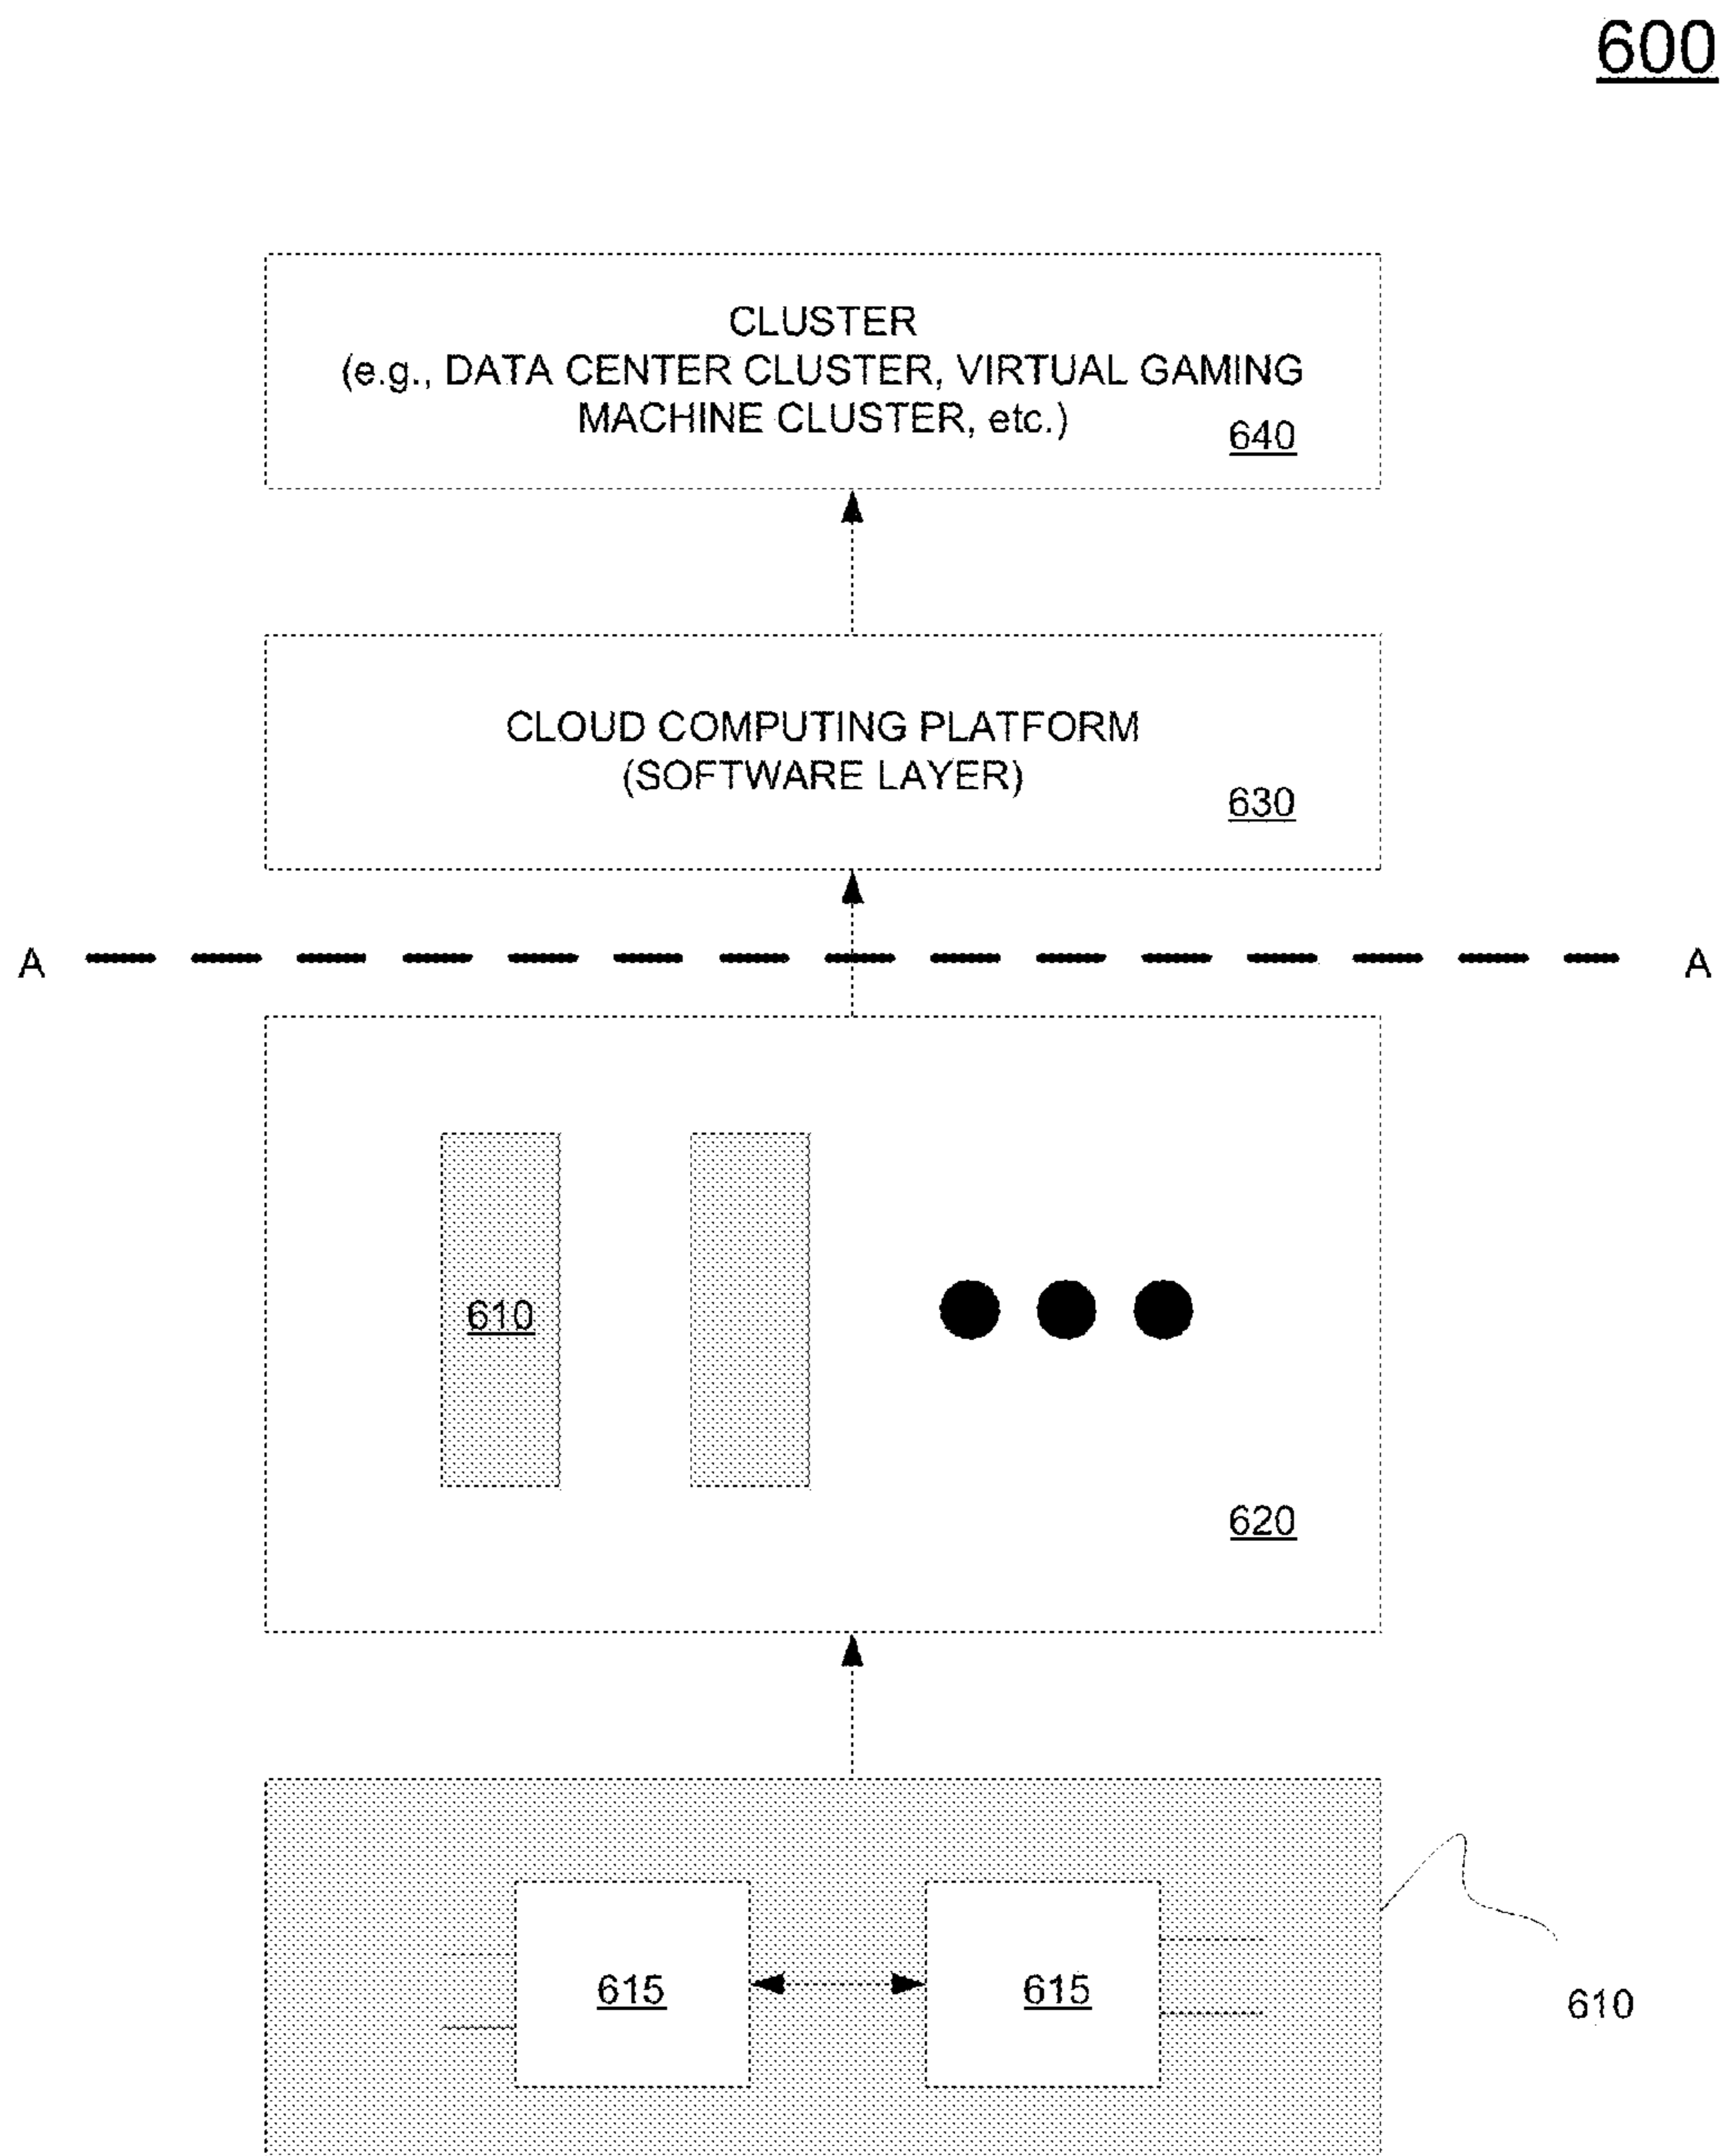 600
CLUSTER
(e.g., DATA CENTER CLUSTER, VIRTUAL GAMING
MACHINE CLUSTER, etc.)
640
CLOUD COMPUTING PLATFORM
(SOFTWARE LAYER)
630
A A
610
620
615 615
610